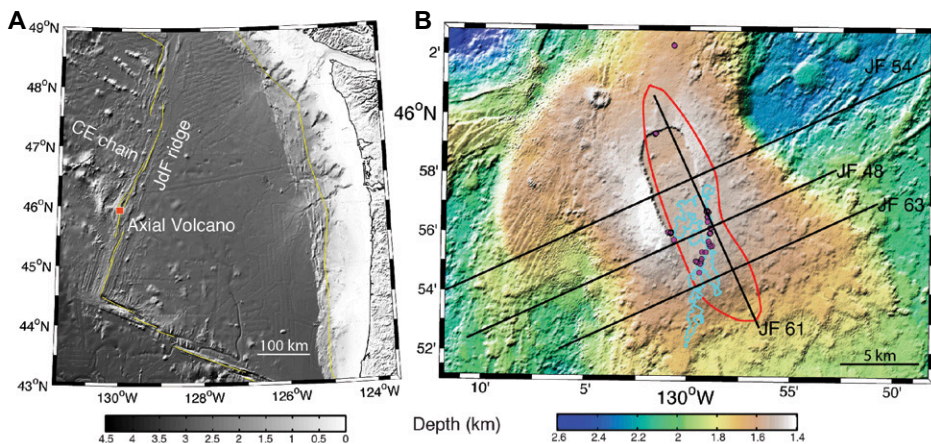 A
49°N
48°N
47°N
46°N
45°N
44°N
43°N
CE chain
JdF ridge
Axial Volcano
100 km
130°W
128°W
126°W
124°W
4.5 4 3.5 3 2.5 2 1.5 1 0.5 0
B
2'
46°N
58'
56'
54'
52'
JF 54
JF 48
JF 63
JF 61
5 km
10'
5'
130°W
55'
Depth (km)
2.6 2.4 2.2 2 1.8 1.6 1.4